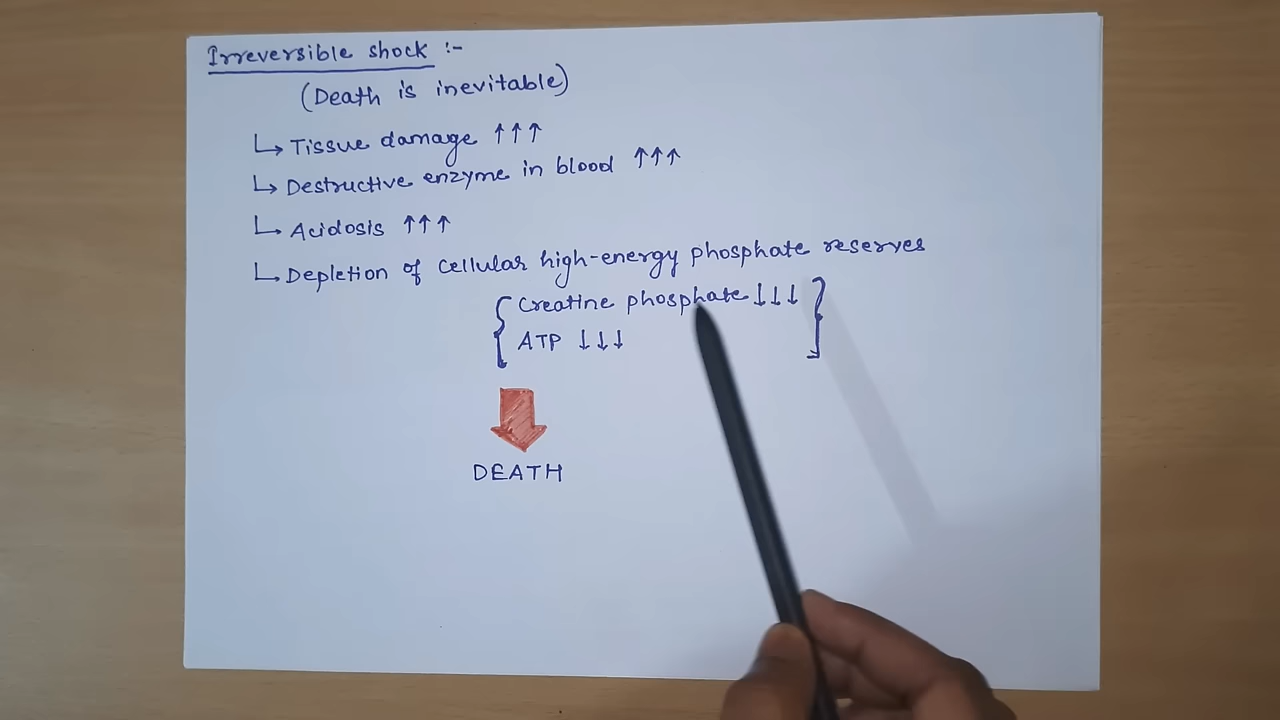 Irreversible shock :-
(Death is inevitable)
↳ Tissue damage ↑↑↑
↳ Destructive enzyme in blood ↑↑↑
↳ Acidosis ↑↑↑
↳ Depletion of cellular high-energy phosphate reserves
{ Creatine phosphate ↓↓↓ }
ATP ↓↓↓
DEATH